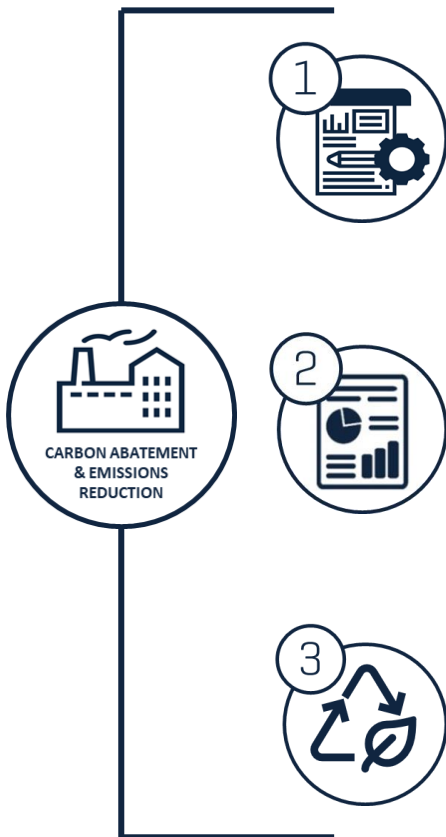 1
CARBON ABATEMENT
& EMISSIONS
REDUCTION
2
3